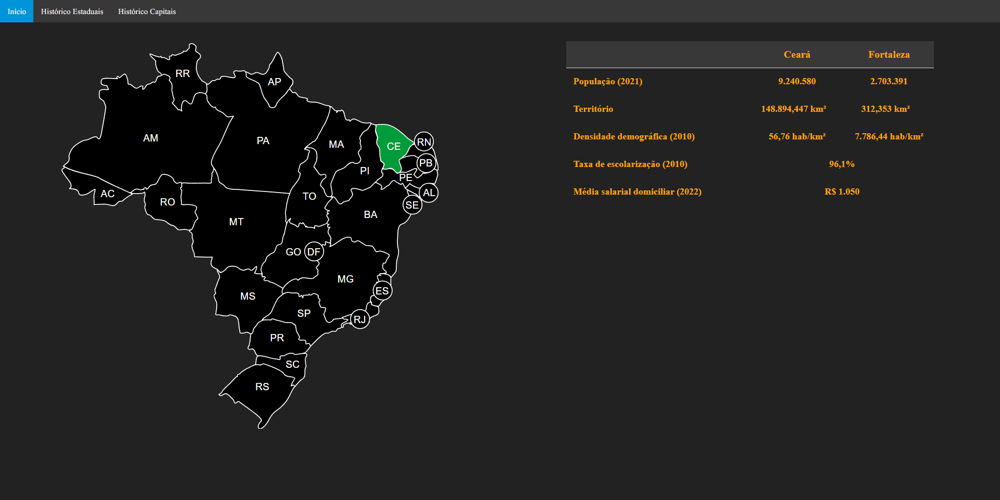 Início Histórico Estaduais Histórico Capitais
Ceará Fortaleza
População (2021) 9.240.580 2.703.391
Território 148.894,447 km² 312,353 km²
Densidade demográfica (2010) 56,76 hab/km² 7.786,44 hab/km²
Taxa de escolarização (2010) 96,1%
Média salarial domiciliar (2022) R$ 1.050
RR
AP
AM
PA
MA
CE
RN
PB
PI
PE
AC
RO
TO
AL
SE
BA
MT
GO
DF
MG
ES
MS
SP
RJ
PR
SC
RS